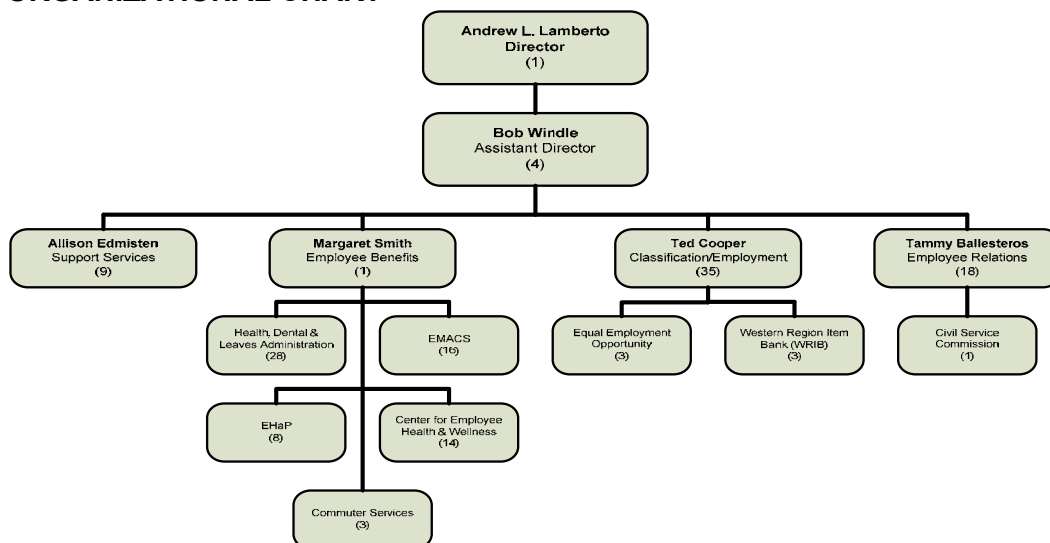 ORGANIZATIONAL CHART
Andrew L. Lamberto
Director
(1)
Bob Windle
Assistant Director
(4)
Allison Edmisten
Support Services
(9)
Margaret Smith
Employee Benefits
(1)
Ted Cooper
Classification/Employment
(35)
Tammy Ballesteros
Employee Relations
(18)
Health, Dental &
Leaves Administration
(28)
EMACS
(16)
Equal Employment
Opportunity
(3)
Western Region Item
Bank (WRIB)
(3)
Civil Service
Commission
(1)
EHaP
(8)
Center for Employee
Health & Wellness
(14)
Commuter Services
(3)